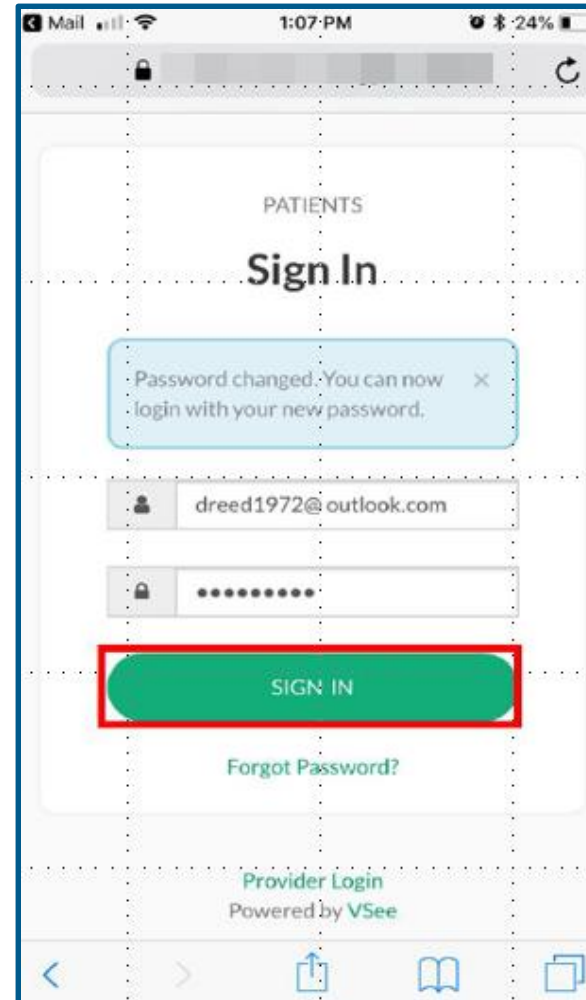 Mail 1:07 PM 24%
PATIENTS
Sign In
Password changed. You can now ×
login with your new password.
dreed1972@outlook.com
•••••••••
SIGN IN
Forgot Password?
Provider Login
Powered by VSee